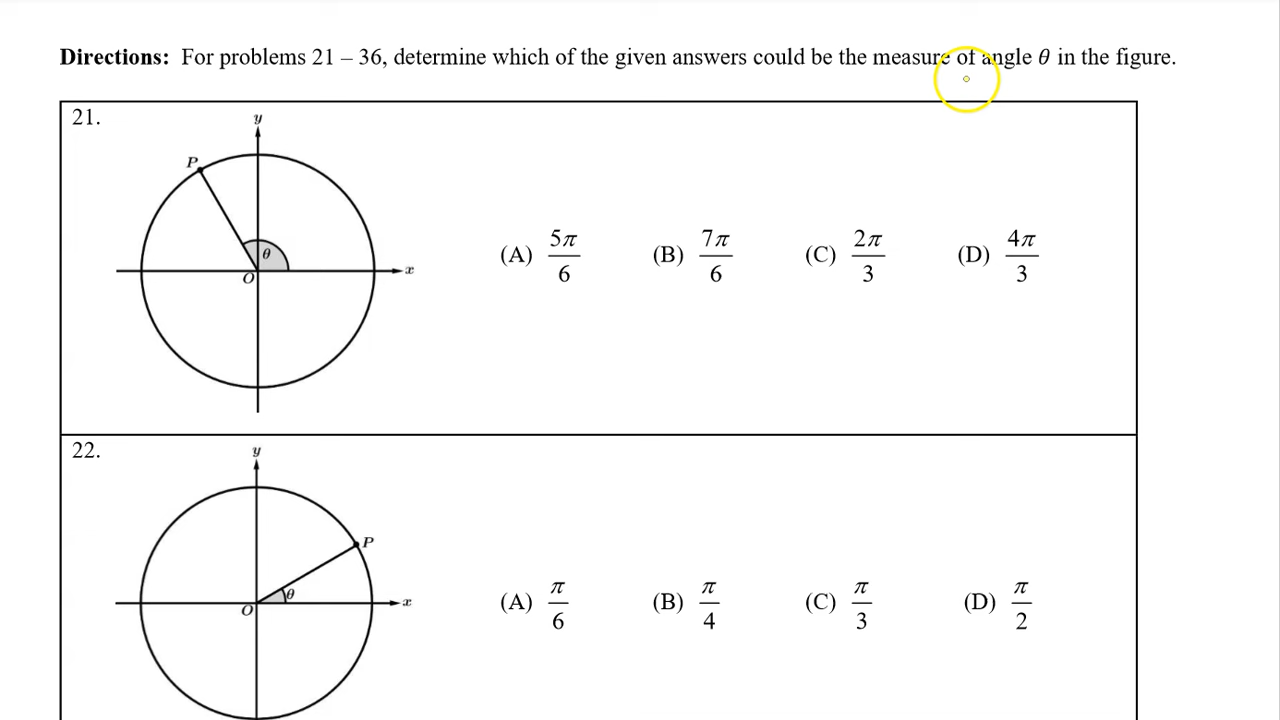 Directions: For problems 21 – 36, determine which of the given answers could be the measure of angle θ in the figure.
21.
y
P
θ
O
x
(A) 5π/6 (B) 7π/6 (C) 2π/3 (D) 4π/3
22.
y
P
θ
O
x
(A) π/6 (B) π/4 (C) π/3 (D) π/2